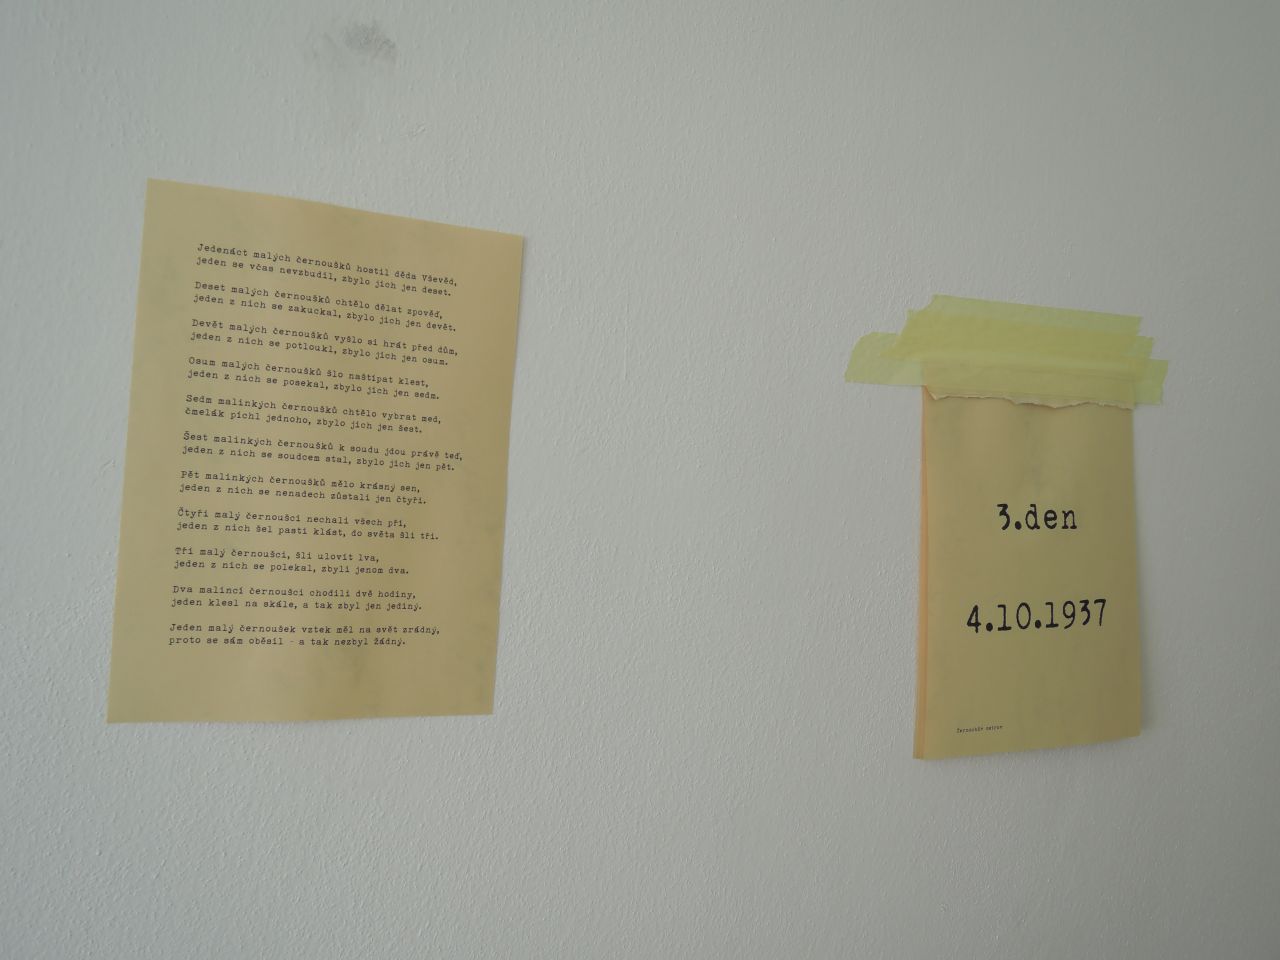 Jedenáct malých černoušků hostil děda Vševěd,
jeden se včas nevzbudil, zbylo jich jen deset.
Deset malých černoušků chtělo dělat zpověď,
jeden z nich se zakuckal, zbylo jich jen devět.
Devět malých černoušků vyšlo si hrát před dům,
jeden z nich se potloukl, zbylo jich jen osum.
Osum malých černoušků šlo naštípat klest,
jeden z nich se posekal, zbylo jich jen sedm.
Sedm malinkých černoušků chtělo vybrat med,
čmelák píchl jednoho, zbylo jich jen šest.
Šest malinkých černoušků k soudu jdou právě teď,
jeden z nich se soudcem stal, zbylo jich jen pět.
Pět malinkých černoušků mělo krásný sen,
jeden z nich se nenadech zůstali jen čtyři.
Čtyři malý černoušci nechali všech při,
jeden z nich šel pasti klást, do světa šli tři.
Tři malý černoušci, šli ulovit lva,
jeden z nich se polekal, zbyli jenom dva.
Dva malincí černoušci chodili dvě hodiny,
jeden klesl na skále, a tak zbyl jen jediný.
Jeden malý černoušek vztek měl na svět zrádný,
proto se sám oběsil - a tak nezbyl žádný.
3.den
4.10.1937
Černouškův ostrov